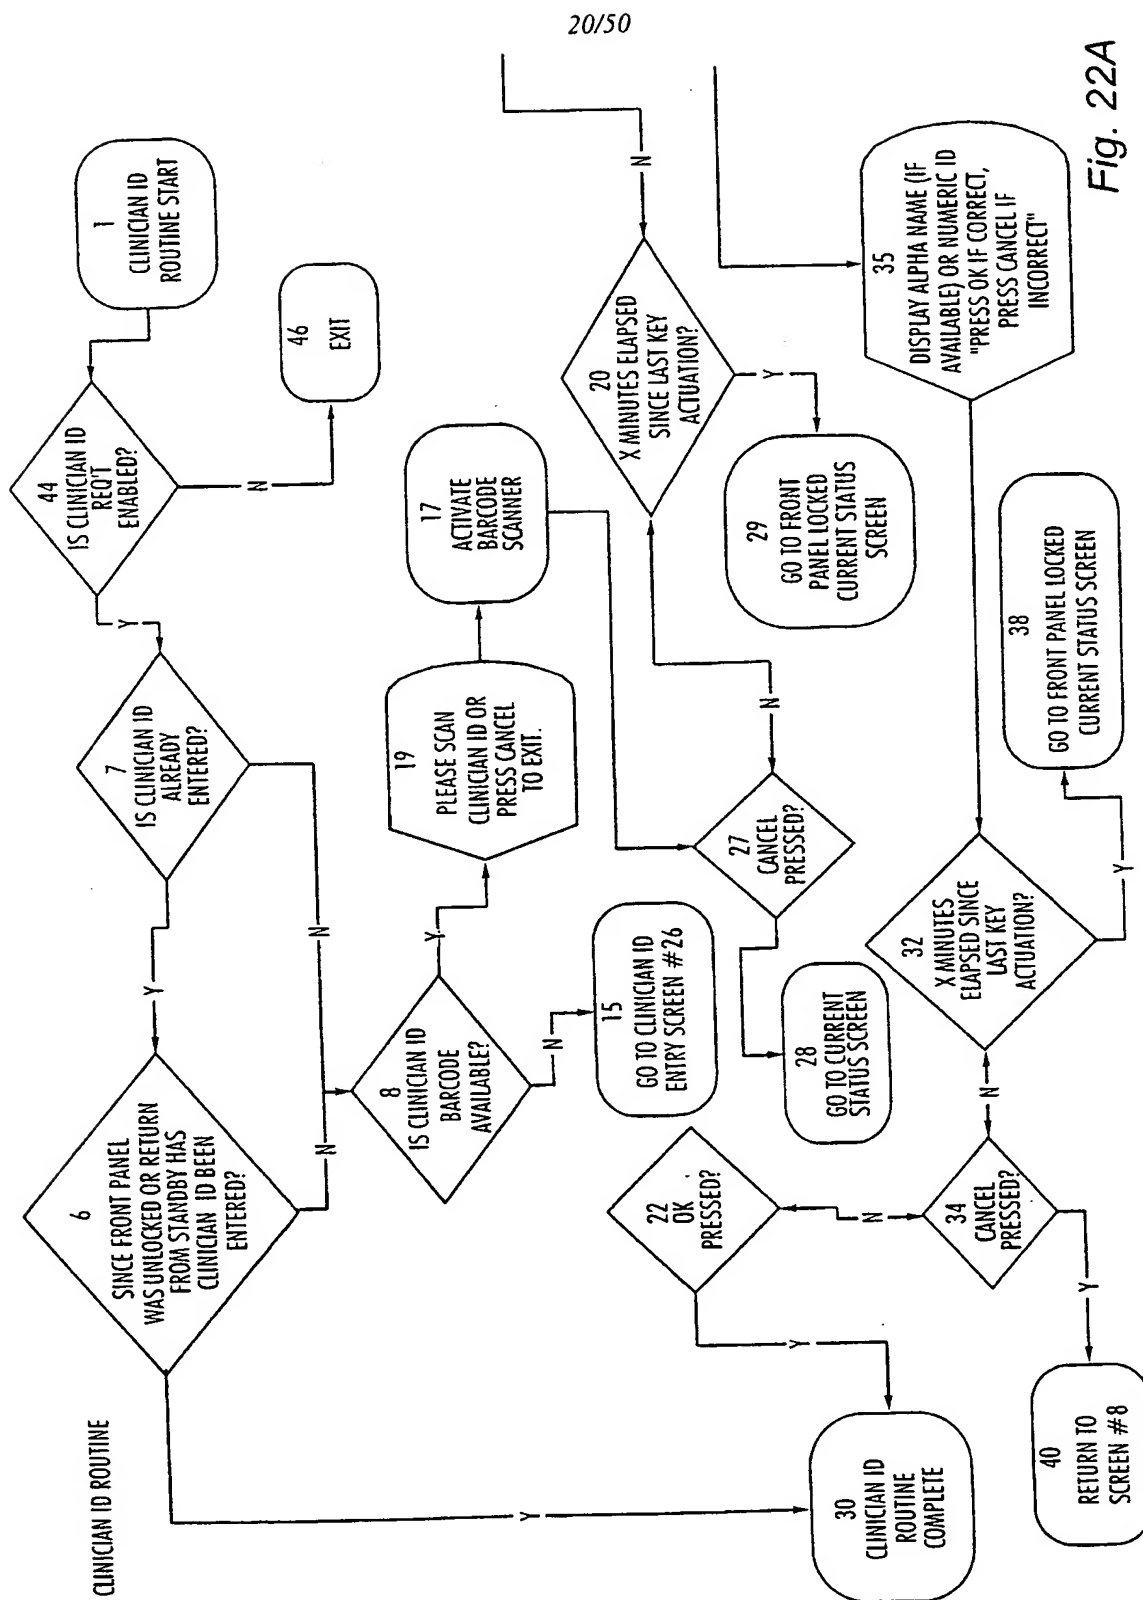 20/50
CLINICIAN ID ROUTINE
1
CLINICIAN ID
ROUTINE START
44
IS CLINICIAN ID
REQ'T
ENABLED?
N
46
EXIT
Y
7
IS CLINICIAN ID
ALREADY
ENTERED?
Y
N
6
SINCE FRONT PANEL
WAS UNLOCKED OR RETURN
FROM STANDBY HAS
CLINICIAN ID BEEN
ENTERED?
N
Y
8
IS CLINICIAN ID
BARCODE
AVAILABLE?
Y
N
15
GO TO CLINICIAN ID
ENTRY SCREEN #26
19
PLEASE SCAN
CLINICIAN ID OR
PRESS CANCEL
TO EXIT.
17
ACTIVATE
BARCODE
SCANNER
27
CANCEL
PRESSED?
N
28
GO TO CURRENT
STATUS SCREEN
20
X MINUTES ELAPSED
SINCE LAST KEY
ACTUATION?
N
Y
29
GO TO FRONT
PANEL LOCKED
CURRENT STATUS
SCREEN
35
DISPLAY ALPHA NAME (IF
AVAILABLE) OR NUMERIC ID
"PRESS OK IF CORRECT,
PRESS CANCEL IF
INCORRECT"
32
X MINUTES
ELAPSED SINCE
LAST KEY
ACTUATION?
Y
38
GO TO FRONT PANEL LOCKED
CURRENT STATUS SCREEN
N
34
CANCEL
PRESSED?
N
Y
22
OK
PRESSED?
Y
30
CLINICIAN ID
ROUTINE
COMPLETE
40
RETURN TO
SCREEN #8
Fig. 22A